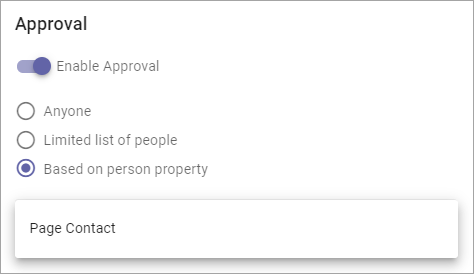 Approval
Enable Approval
Anyone
Limited list of people
Based on person property
Page Contact